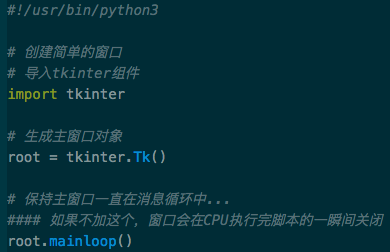 #!/usr/bin/python3
# 创建简单的窗口
# 导入tkinter组件
import tkinter
# 生成主窗口对象
root = tkinter.Tk()
# 保持主窗口一直在消息循环中...
#### 如果不加这个，窗口会在CPU执行完脚本的一瞬间关闭
root.mainloop()